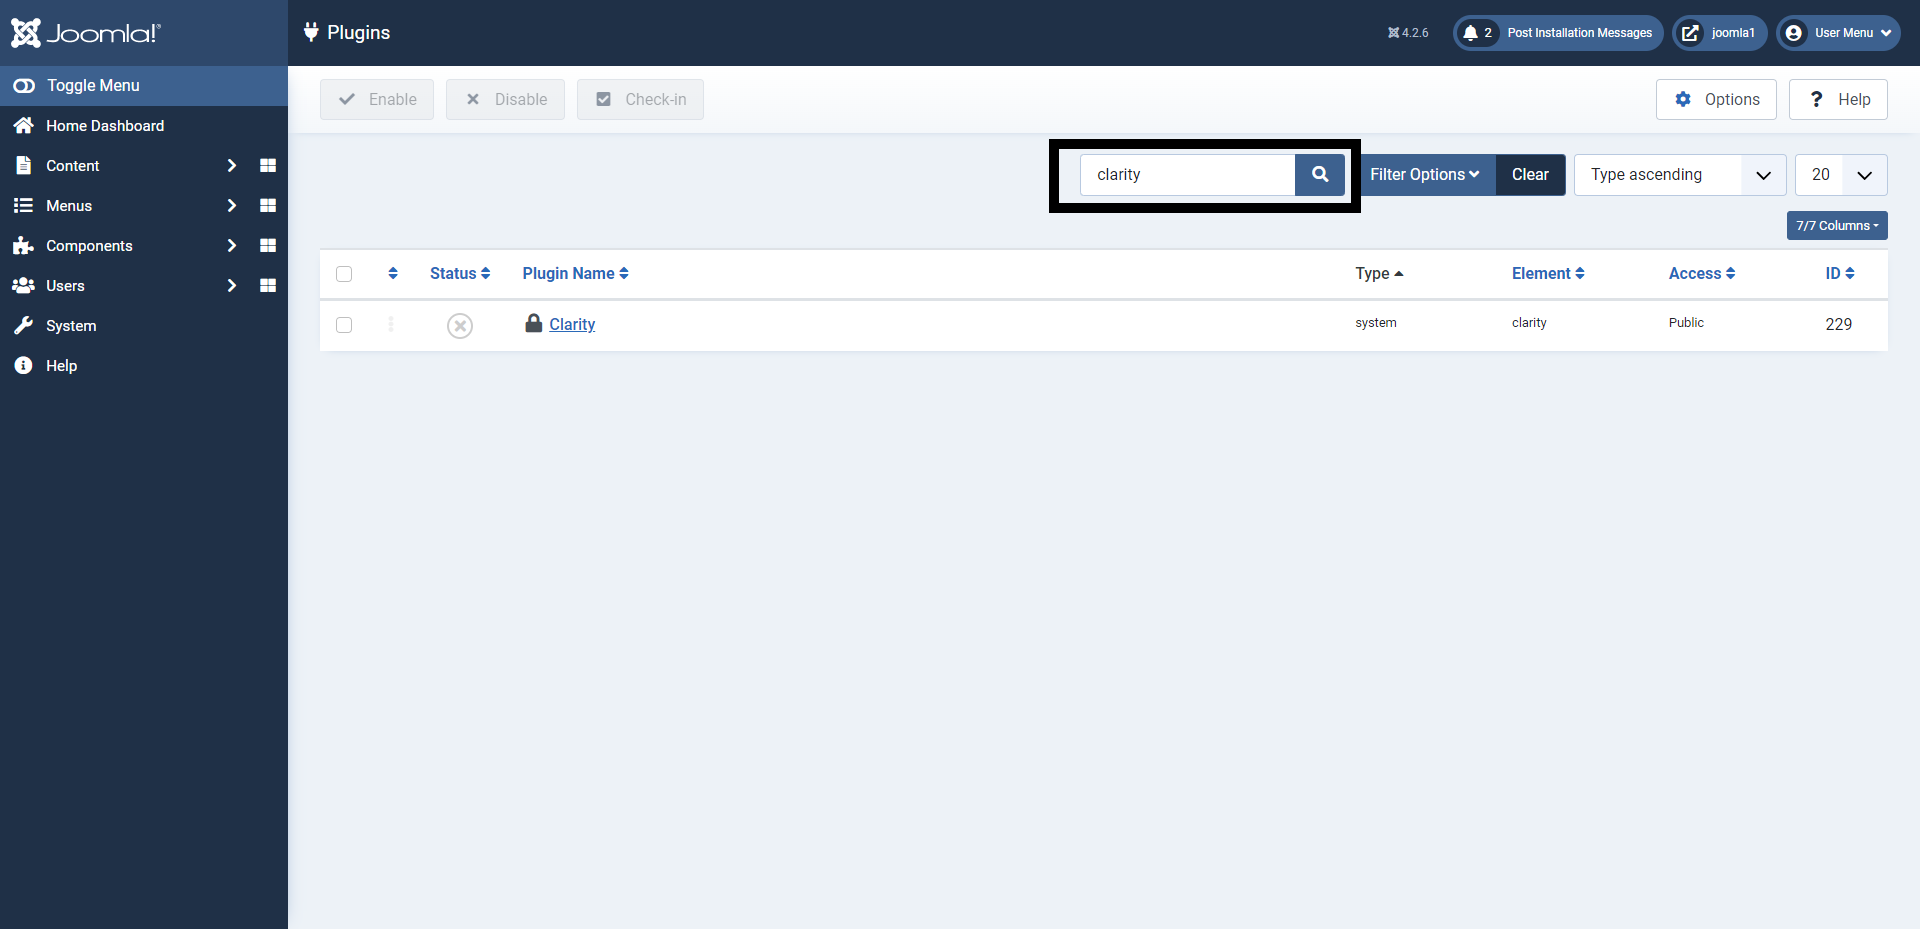 Joomla!®
Plugins
4.2.6
2 Post Installation Messages
joomla1
User Menu
Toggle Menu
Home Dashboard
Content
Menus
Components
Users
System
Help
Enable
Disable
Check-in
Options
Help
clarity
Filter Options
Clear
Type ascending
20
7/7 Columns
Status Plugin Name Type Element Access ID
Clarity system clarity Public 229